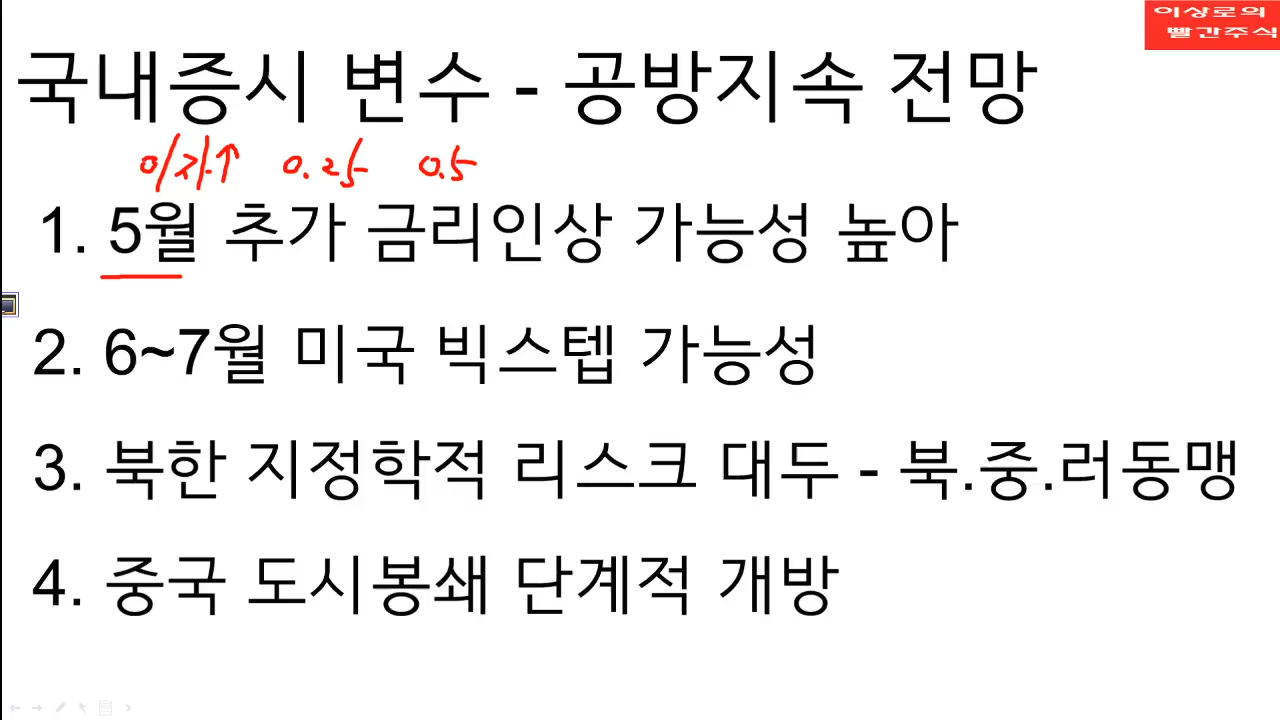 이상로의
빨간주식
국내증시 변수 - 공방지속 전망
이자↑ 0.25 0.5
1. 5월 추가 금리인상 가능성 높아
2. 6~7월 미국 빅스텝 가능성
3. 북한 지정학적 리스크 대두 - 북.중.러동맹
4. 중국 도시봉쇄 단계적 개방